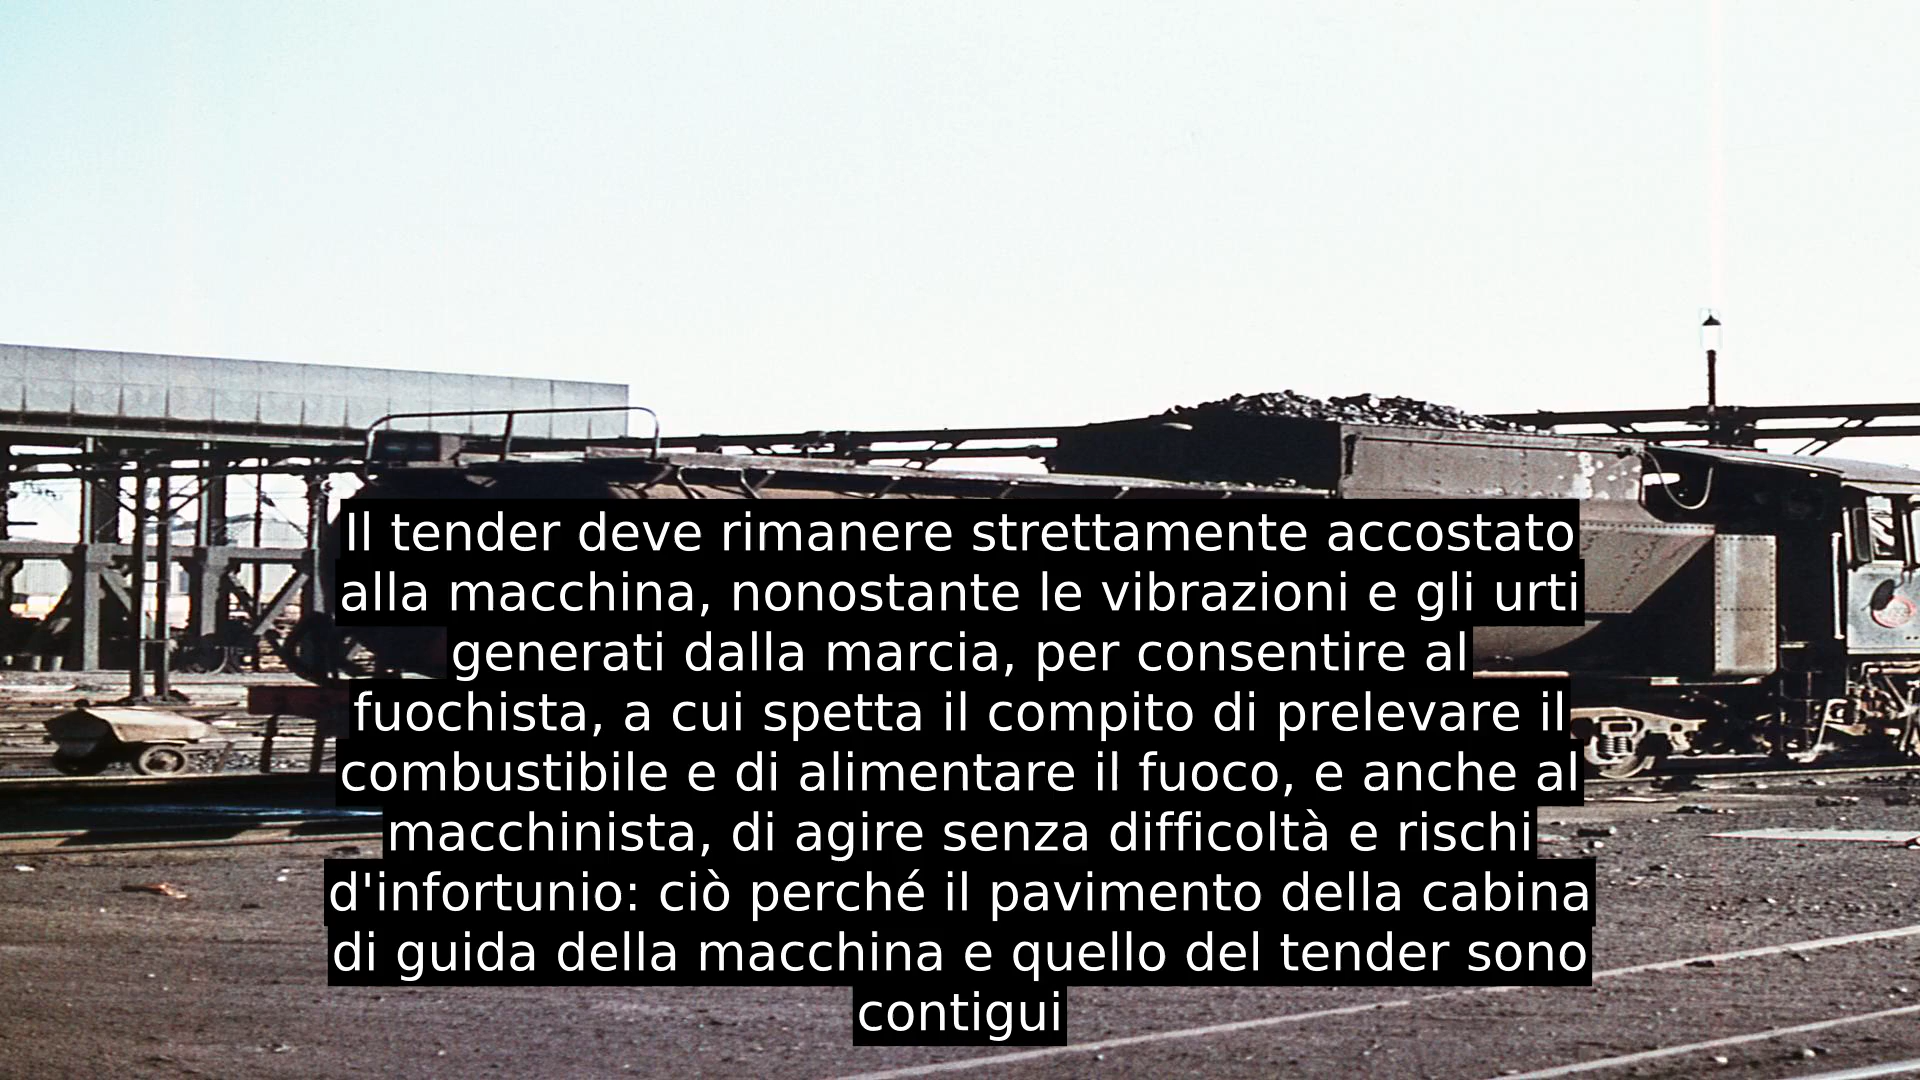 Il tender deve rimanere strettamente accostato
alla macchina, nonostante le vibrazioni e gli urti
generati dalla marcia, per consentire al
fuochista, a cui spetta il compito di prelevare il
combustibile e di alimentare il fuoco, e anche al
macchinista, di agire senza difficoltà e rischi
d'infortunio: ciò perché il pavimento della cabina
di guida della macchina e quello del tender sono
contigui